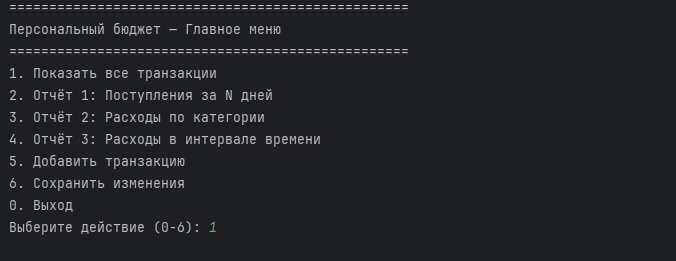 ==================================================
Персональный бюджет — Главное меню
==================================================
1. Показать все транзакции
2. Отчёт 1: Поступления за N дней
3. Отчёт 2: Расходы по категории
4. Отчёт 3: Расходы в интервале времени
5. Добавить транзакцию
6. Сохранить изменения
0. Выход
Выберите действие (0-6): 1